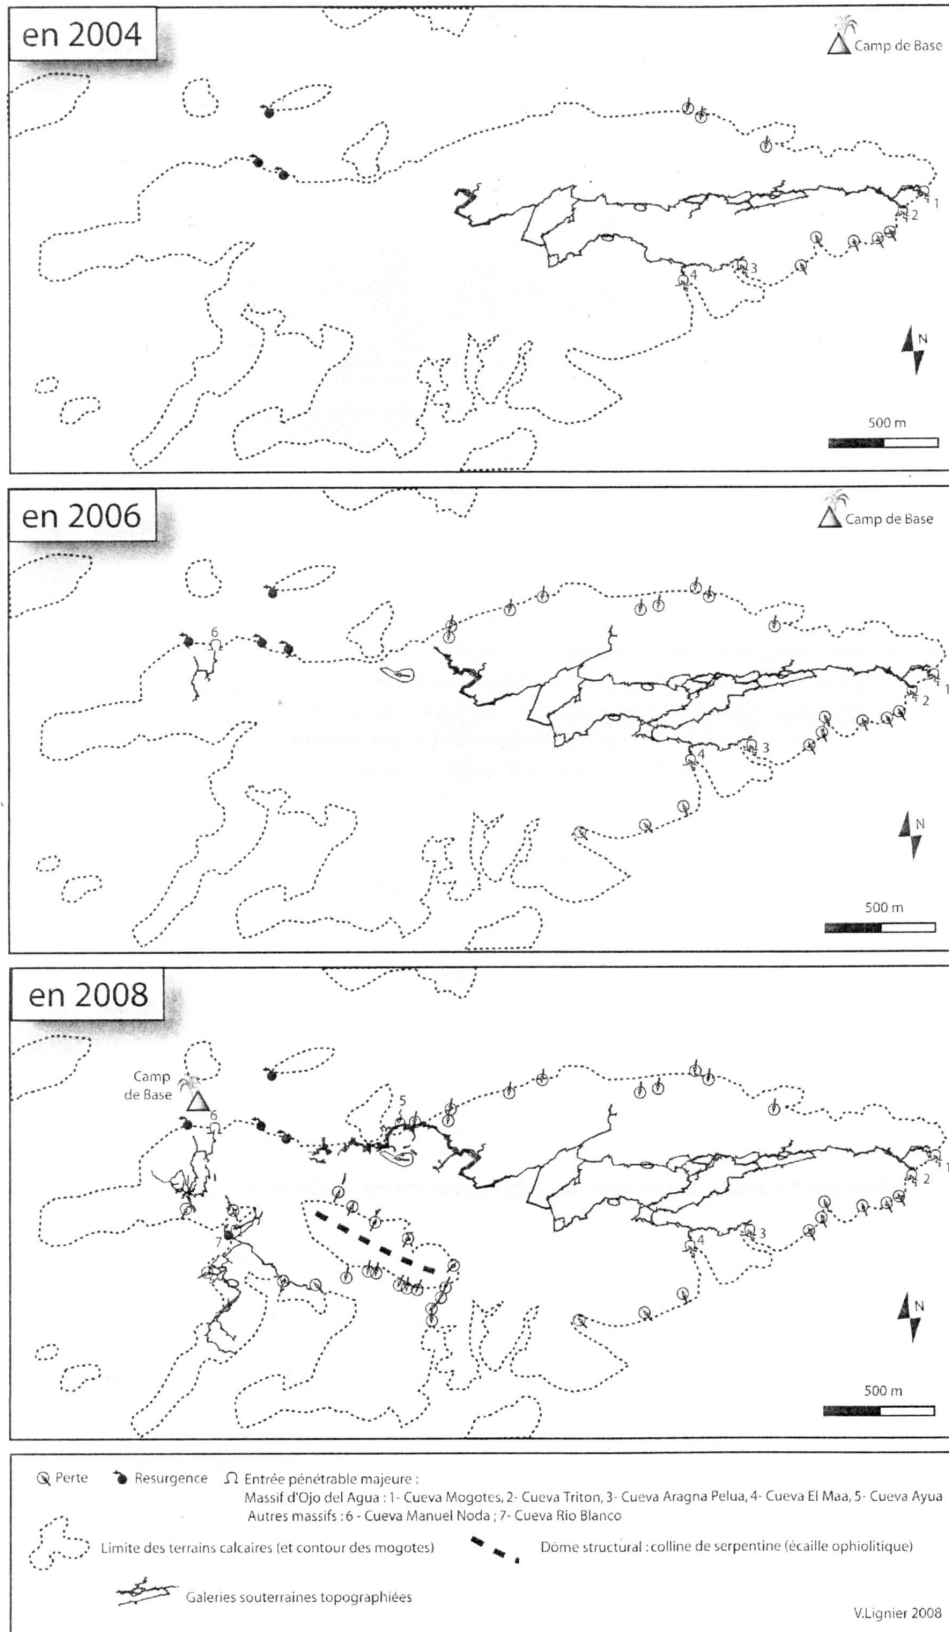 en 2004
Camp de Base
1
2
3
4
N
500 m
en 2006
Camp de Base
6
1
2
3
4
N
500 m
en 2008
Camp
de Base
6
5
1
2
7
3
4
N
500 m
Perte Resurgence Entrée pénétrable majeure :
Massif d'Ojo del Agua : 1- Cueva Mogotes, 2- Cueva Triton, 3- Cueva Aragna Pelua, 4- Cueva El Maa, 5- Cueva Ayua
Autres massifs : 6 - Cueva Manuel Noda ; 7- Cueva Rio Blanco
Limite des terrains calcaires (et contour des mogotes) Dôme structural : colline de serpentine (écaille ophiolitique)
Galeries souterraines topographiées
V.Lignier 2008